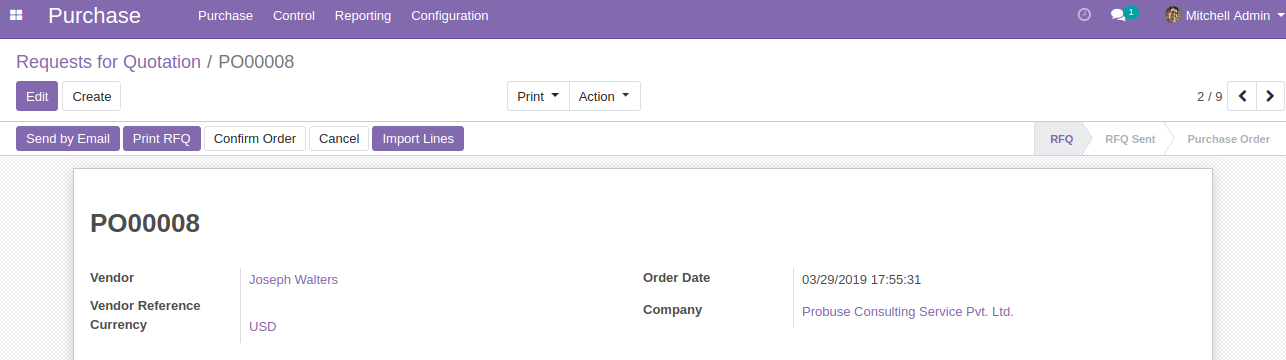 Purchase Purchase Control Reporting Configuration 1 Mitchell Admin
Requests for Quotation / PO00008
Edit Create Print Action 2 / 9
Send by Email Print RFQ Confirm Order Cancel Import Lines RFQ RFQ Sent Purchase Order
PO00008
Vendor Joseph Walters Order Date 03/29/2019 17:55:31
Vendor Reference Company Probuse Consulting Service Pvt. Ltd.
Currency USD